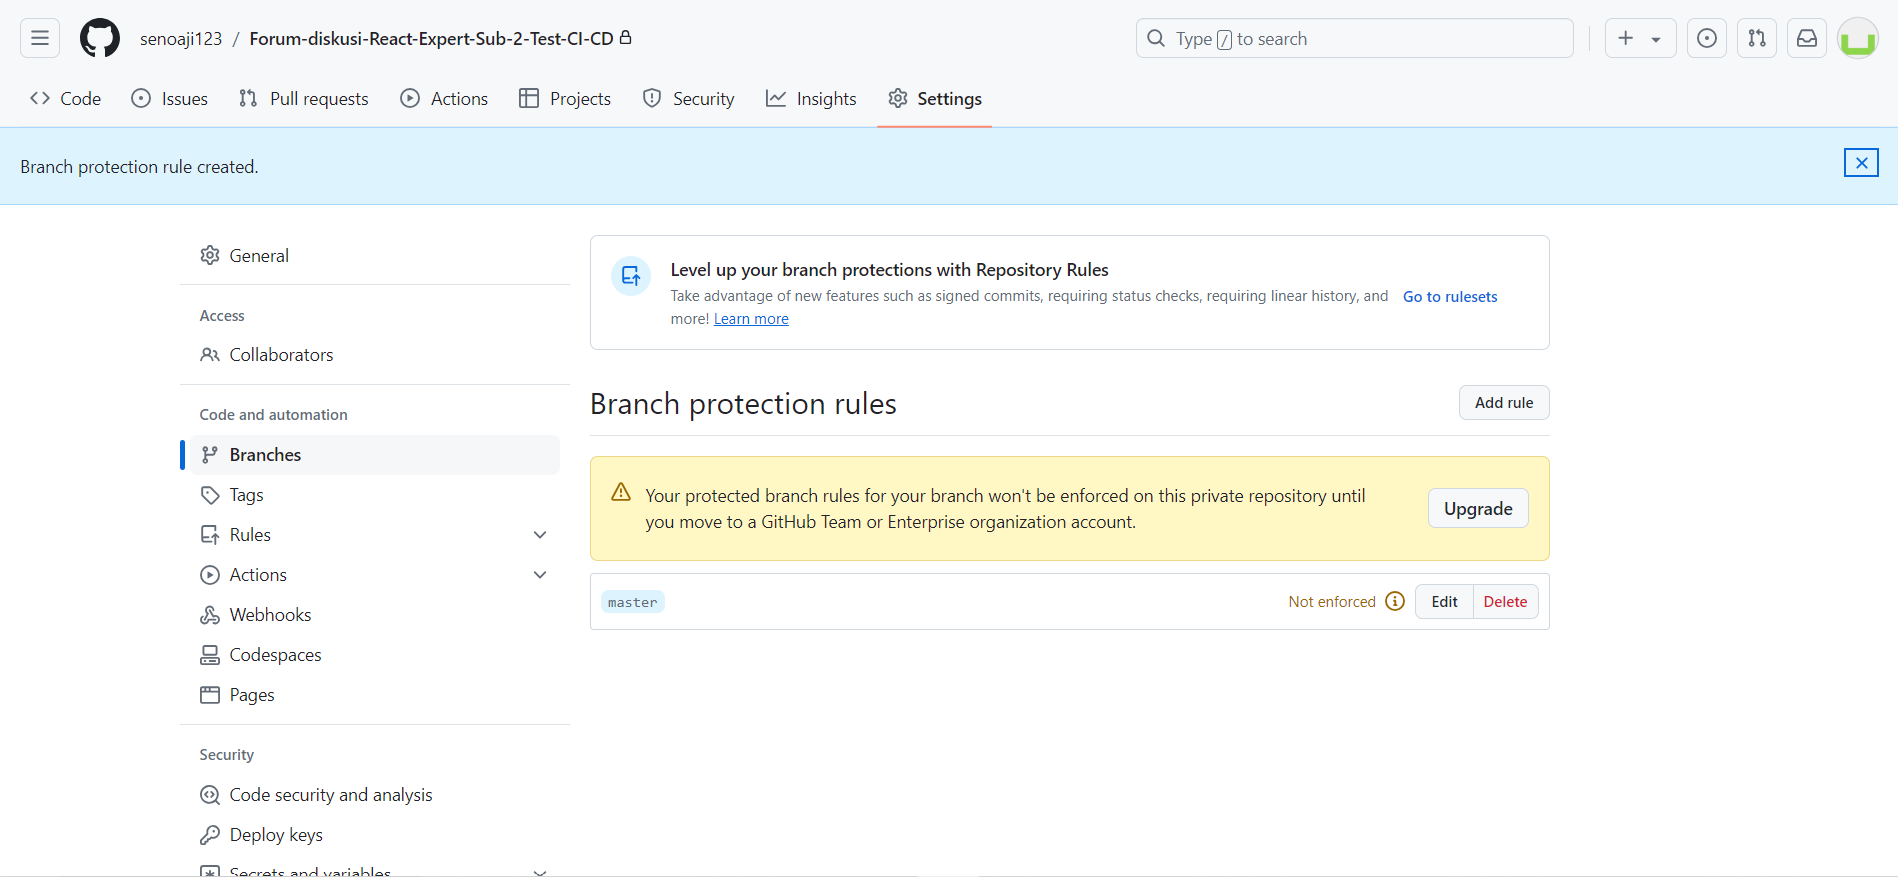 senoaji123 / Forum-diskusi-React-Expert-Sub-2-Test-CI-CD
Type / to search
Code Issues Pull requests Actions Projects Security Insights Settings
Branch protection rule created.
General
Access
Collaborators
Code and automation
Branches
Tags
Rules
Actions
Webhooks
Codespaces
Pages
Security
Code security and analysis
Deploy keys
Secrets and variables
Level up your branch protections with Repository Rules
Take advantage of new features such as signed commits, requiring status checks, requiring linear history, and
more! Learn more
Go to rulesets
Branch protection rules
Add rule
Your protected branch rules for your branch won't be enforced on this private repository until
you move to a GitHub Team or Enterprise organization account.
Upgrade
master
Not enforced
Edit
Delete